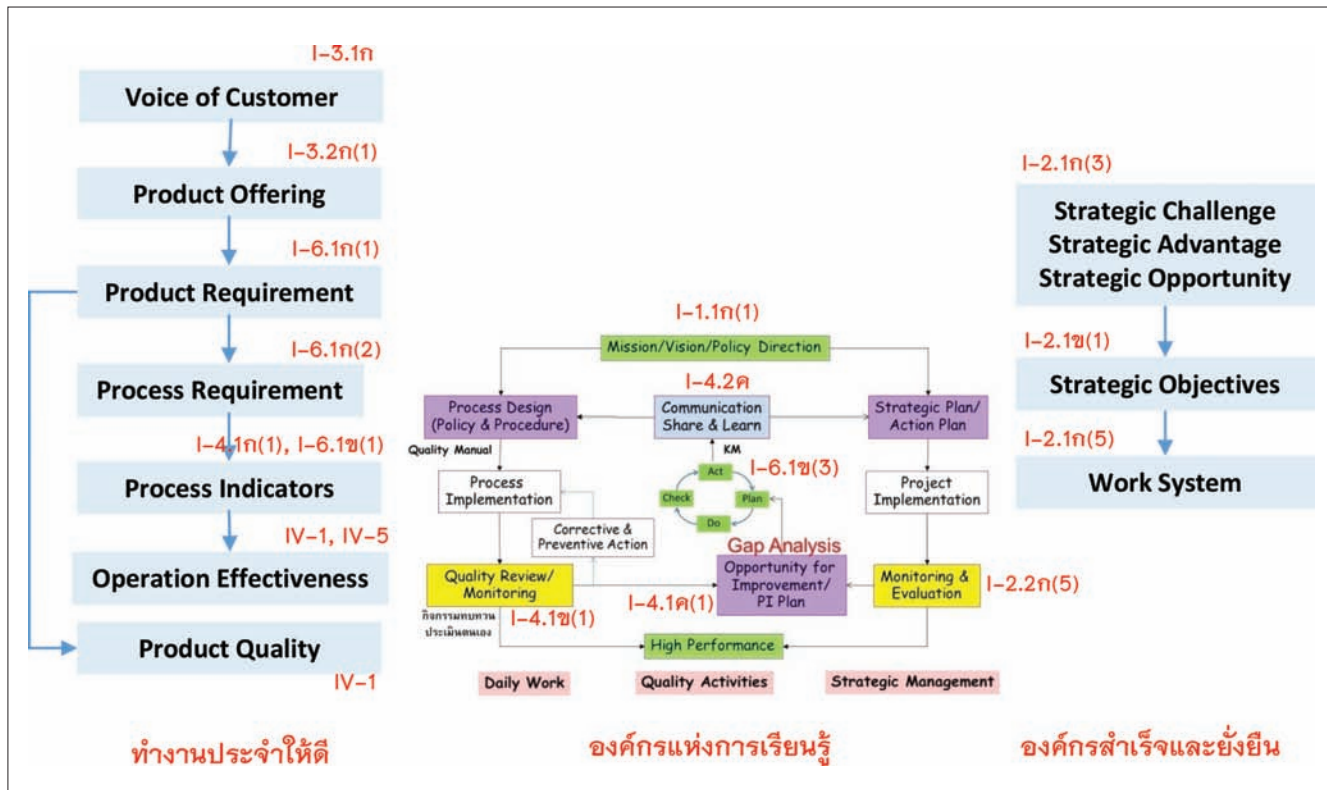 I-3.1ก
Voice of Customer
I-3.2ก(1)
Product Offering
I-6.1ก(1)
Product Requirement
I-6.1ก(2)
Process Requirement
I-4.1ก(1), I-6.1ข(1)
Process Indicators
IV-1, IV-5
Operation Effectiveness
Product Quality
IV-1
ทำงานประจำให้ดี
I-1.1ก(1)
Mission/Vision/Policy Direction
I-4.2ค
Process Design
(Policy & Procedure)
Communication
Share & Learn
Strategic Plan/
Action Plan
Quality Manual
KM
I-6.1ข(3)
Process
Implementation
Act
Plan
Do
Check
Project
Implementation
Corrective &
Preventive Action
Gap Analysis
Quality Review/
Monitoring
Opportunity for
Improvement/
PI Plan
Monitoring &
Evaluation
I-2.2ก(5)
กิจกรรมทบทวน
ประเมินตนเอง
I-4.1ข(1)
I-4.1ค(1)
High Performance
Daily Work
Quality Activities
Strategic Management
องค์กรแห่งการเรียนรู้
I-2.1ก(3)
Strategic Challenge
Strategic Advantage
Strategic Opportunity
I-2.1ข(1)
Strategic Objectives
I-2.1ก(5)
Work System
องค์กรสำเร็จและยั่งยืน